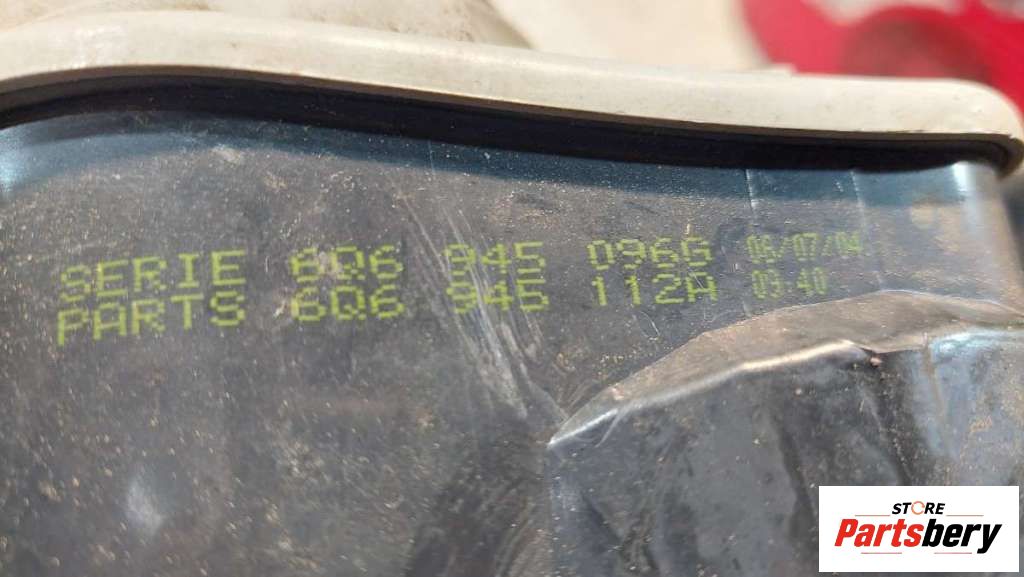 SERIE 6Q6 945 096G 06/07/04
PARTS 6Q6 945 112A 03:40
STORE
Partsbery